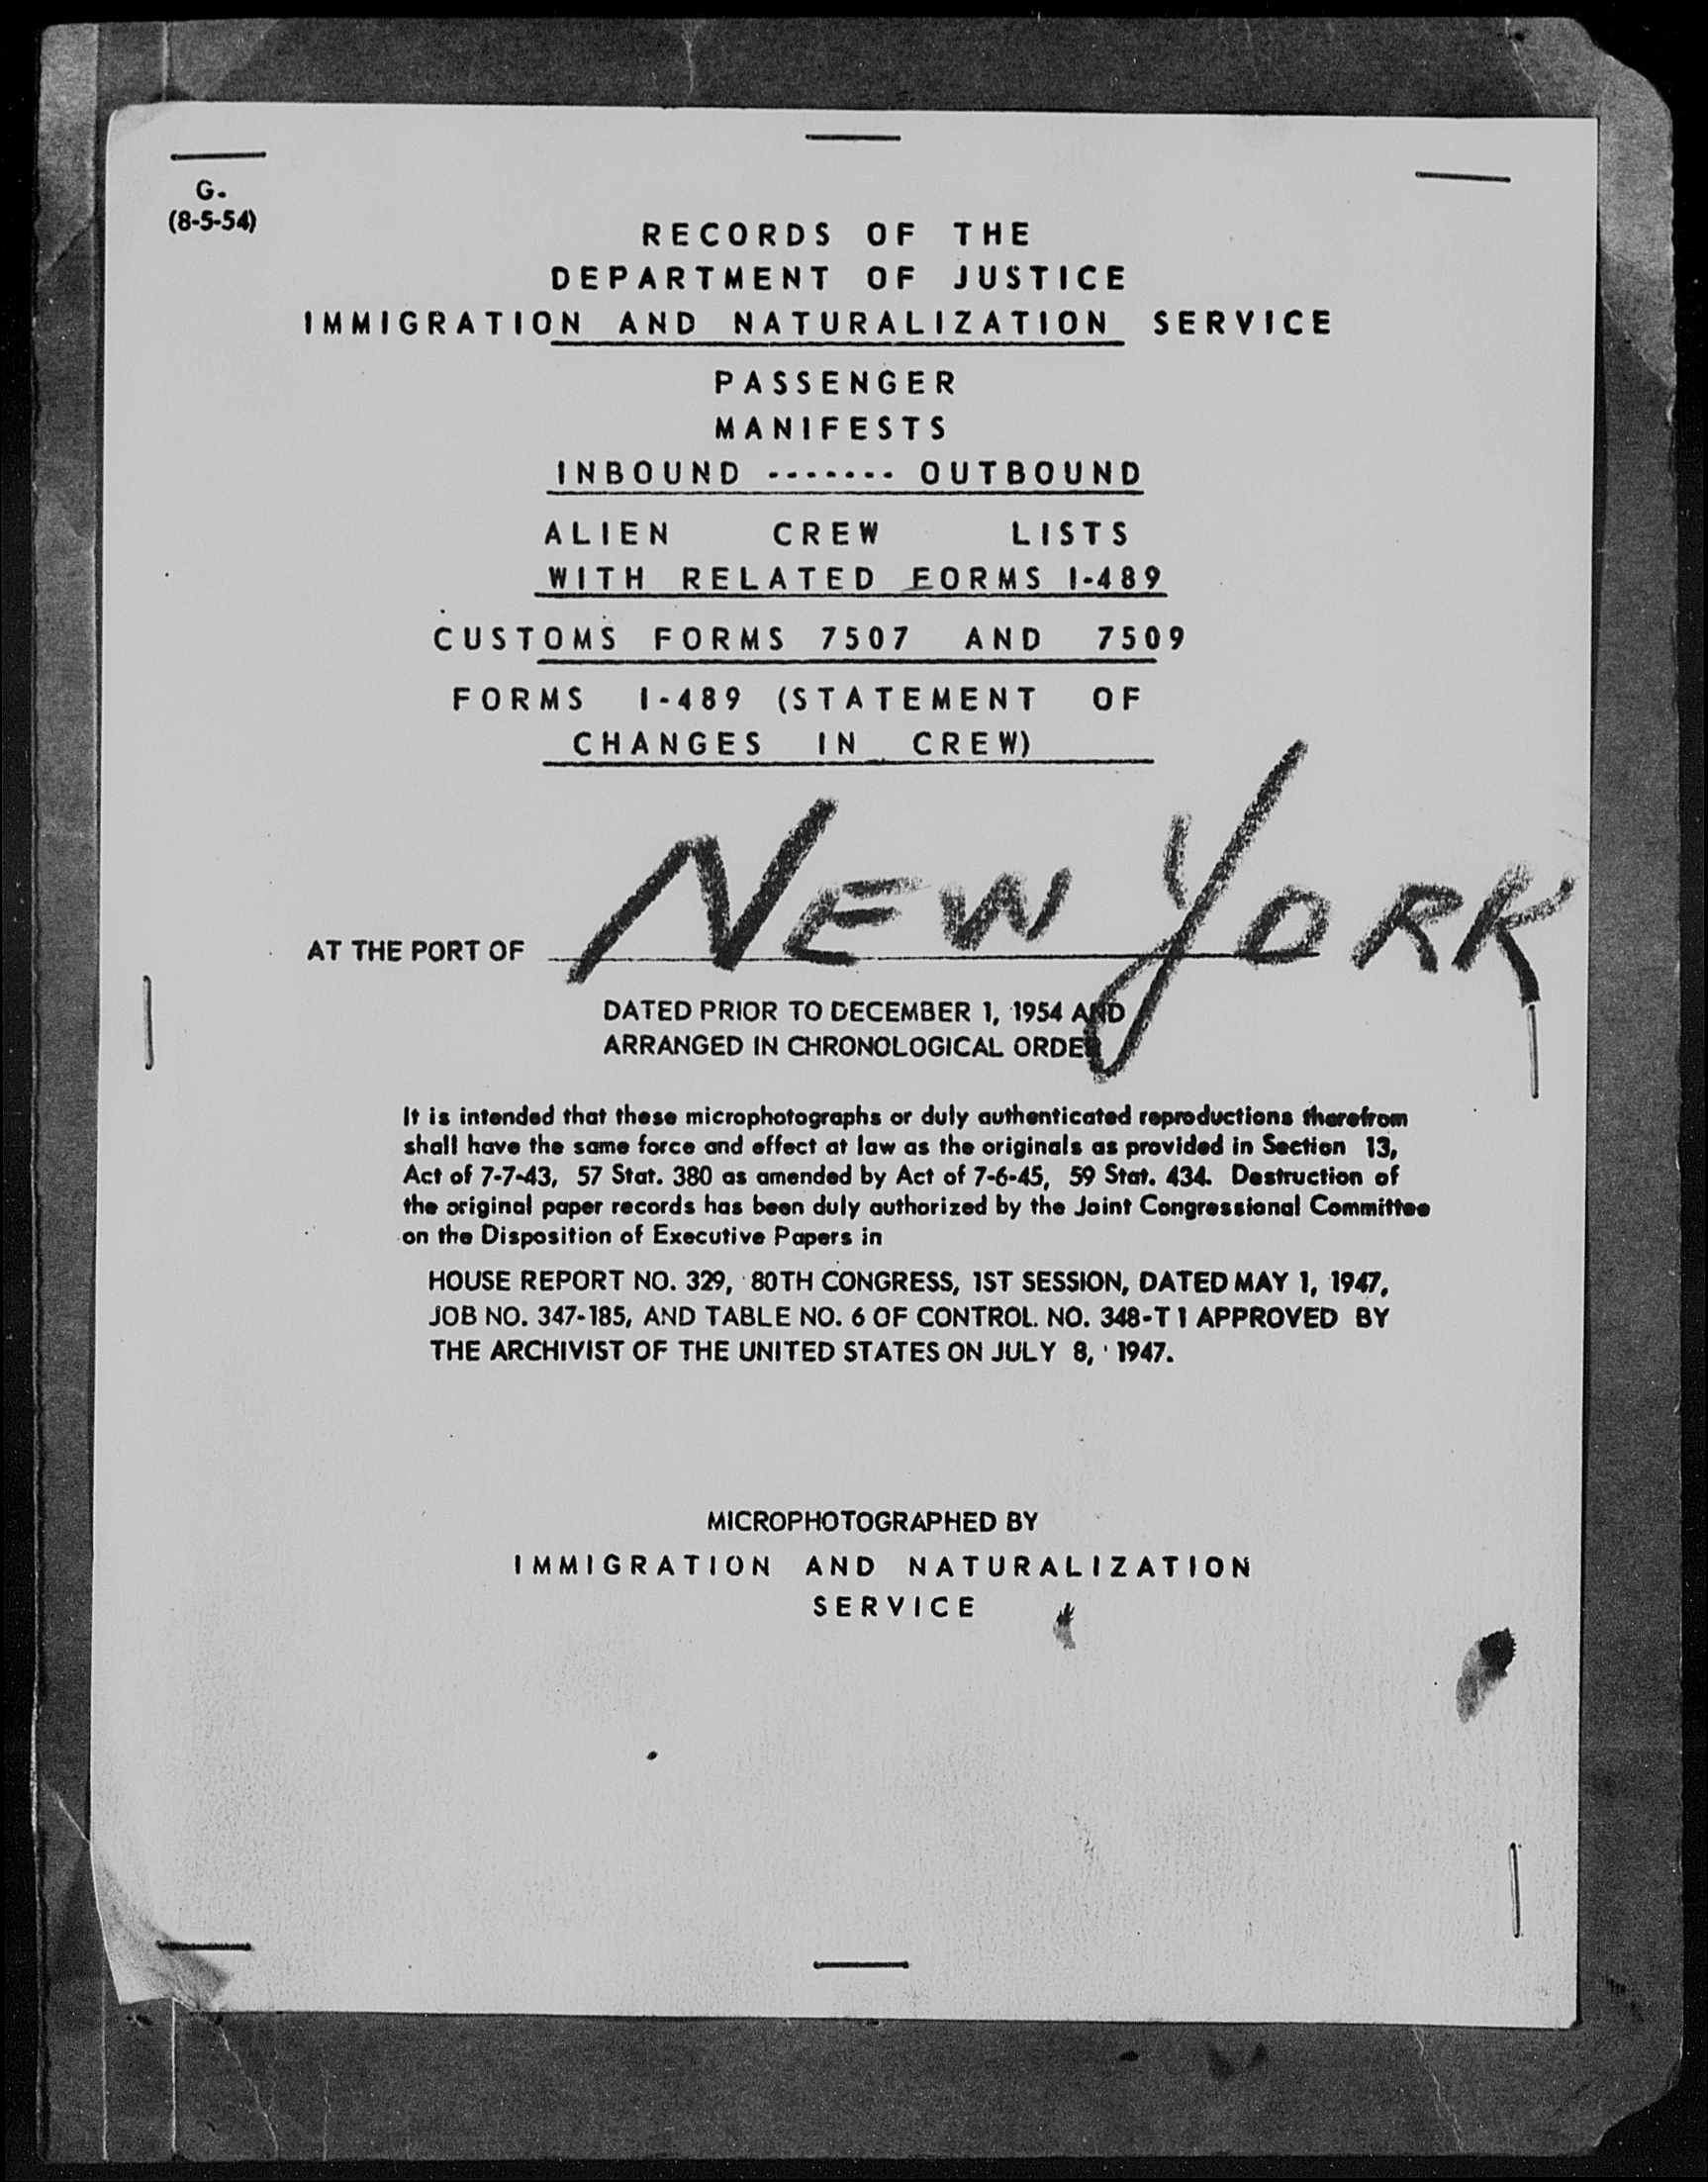 G-
(8-5-54)
RECORDS OF THE
DEPARTMENT OF JUSTICE
IMMIGRATION AND NATURALIZATION SERVICE
PASSENGER
MANIFESTS
INBOUND ------- OUTBOUND
ALIEN CREW LISTS
WITH RELATED FORMS I-489
CUSTOMS FORMS 7507 AND 7509
FORMS I-489 (STATEMENT OF
CHANGES IN CREW)
AT THE PORT OF NEW YORK
DATED PRIOR TO DECEMBER 1, 1954 AND
ARRANGED IN CHRONOLOGICAL ORDER
It is intended that these microphotographs or duly authenticated reproductions therefrom
shall have the same force and effect at law as the originals as provided in Section 13,
Act of 7-7-43, 57 Stat. 380 as amended by Act of 7-6-45, 59 Stat. 434. Destruction of
the original paper records has been duly authorized by the Joint Congressional Committee
on the Disposition of Executive Papers in
HOUSE REPORT NO. 329, 80TH CONGRESS, 1ST SESSION, DATED MAY 1, 1947,
JOB NO. 347-185, AND TABLE NO. 6 OF CONTROL NO. 348-T1 APPROVED BY
THE ARCHIVIST OF THE UNITED STATES ON JULY 8, 1947.
MICROPHOTOGRAPHED BY
IMMIGRATION AND NATURALIZATION
SERVICE